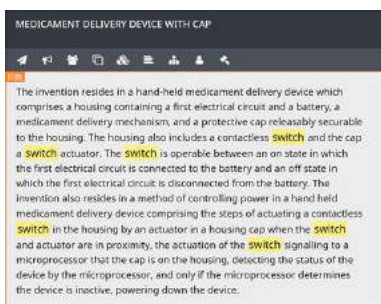 MEDICAMENT DELIVERY DEVICE WITH CAP
The invention resides in a hand-held medicament delivery device which
comprises a housing containing a first electrical circuit and a battery, a
medicament delivery mechanism, and a protective cap releasably securable
to the housing. The housing also includes a contactless switch and the cap
a switch actuator. The switch is operable between an on state in which
the first electrical circuit is connected to the battery and an off state in
which the first electrical circuit is disconnected from the battery. The
invention also resides in a method of controlling power in a hand held
medicament delivery device comprising the steps of actuating a contactless
switch in the housing by an actuator in a housing cap when the switch
and actuator are in proximity, the actuation of the switch signalling to a
microprocessor that the cap is on the housing, detecting the status of the
device by the microprocessor, and only if the microprocessor determines
the device is inactive, powering down the device.